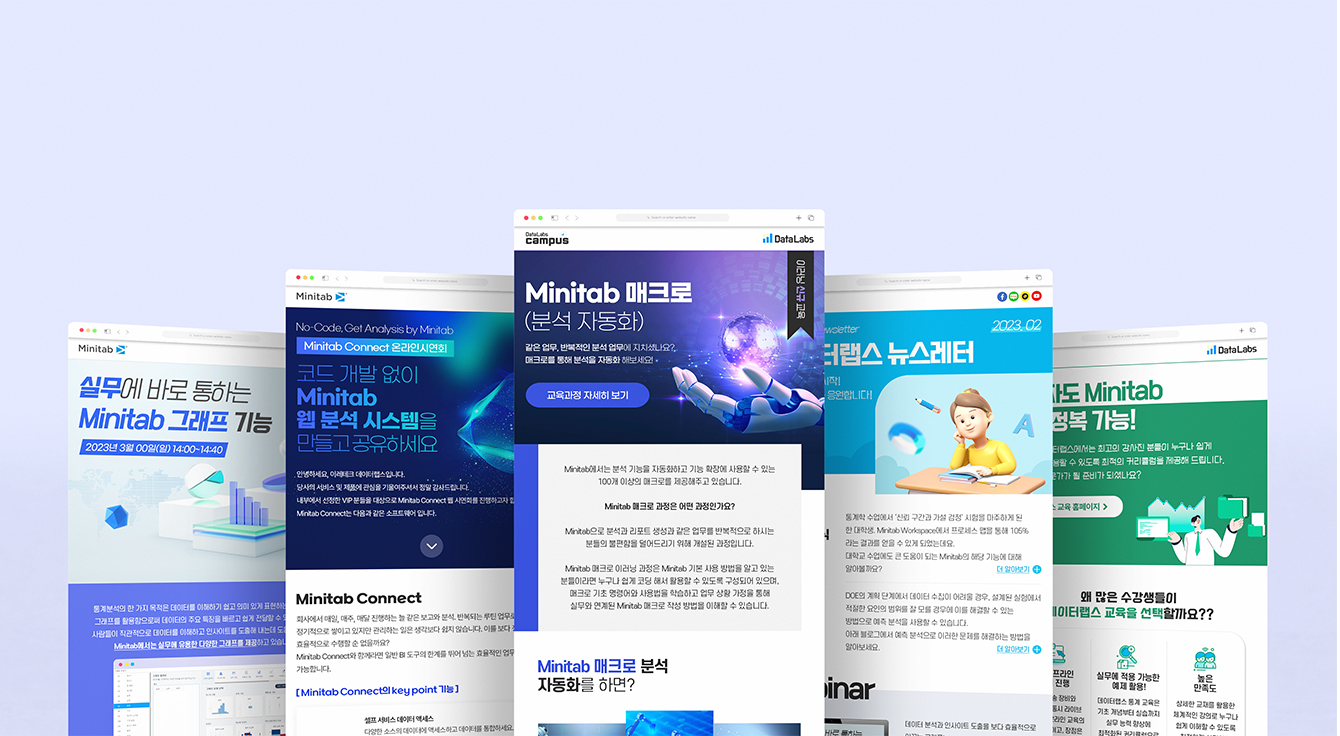 Minitab
실무에 바로 통하는
Minitab 그래프 기능
2023년 3월 00일(일) 14:00-14:40
통계분석의 한 가지 목적은 데이터를 이해하기 쉽고 의미 있게 표현하는
그래프를 활용함으로써 데이터의 주요 특징을 빠르고 쉽게 전달할 수
사람들이 직관적으로 데이터를 이해하고 인사이트를 도출해 내는데
Minitab에서는 실무에 유용한 다양한 그래프를 제공하고
Minitab
No-Code, Get Analysis by Minitab
Minitab Connect 온라인시연회
코드 개발 없이
Minitab
웹 분석 시스템을
만들고 공유하세요
안녕하세요, 이레테크 데이터랩스입니다.
당사의 서비스 및 제품에 관심을 기울여주셔서 정말 감사드립니다.
내부에서 선정한 VIP 분들을 대상으로 Minitab Connect 웹 시연회를 진행하고자
Minitab Connect는 다음과 같은 소프트웨어 입니다.
Minitab Connect
회사에서 매일, 매주, 매달 진행하는 늘 같은 보고와 분석, 반복되는 루틴 업무로
정기적으로 쌓이고 있지만 관리하는 일은 생각보다 쉽지 않습니다. 이를 보다
효율적으로 수행할 순 없을까요?
Minitab Connect와 함께라면 일반 BI 도구의 한계를 뛰어 넘는 효율적인 업무
가능합니다.
[ Minitab Connect의 key point 기능 ]
셀프 서비스 데이터 액세스
다양한 소스의 데이터에 액세스하고 데이터를 통합하세요.
DataLabs
campus
DataLabs
이러닝 신규 교육
Minitab 매크로
(분석 자동화)
같은 업무, 반복적인 분석 업무에 지치셨나요?
매크로를 통해 분석을 자동화 해보세요!
교육과정 자세히 보기
Minitab에서는 분석 기능을 자동화하고 기능 확장에 사용할 수 있는
100개 이상의 매크로를 제공해주고 있습니다.
Minitab 매크로 과정은 어떤 과정인가요?
Minitab으로 분석과 리포트 생성과 같은 업무를 반복적으로 하시는
분들의 불편함을 덜어드리기 위해 개설된 과정입니다.
Minitab 매크로 이러닝 과정은 Minitab 기본 사용 방법을 알고 있는
분들이라면 누구나 쉽게 코딩 해서 활용할 수 있도록 구성되어 있으며,
매크로 기초 명령어와 사용법을 학습하고 업무 상황 가정을 통해
실무와 연계된 Minitab 매크로 작성 방법을 이해할 수 있습니다.
Minitab 매크로 분석
자동화를 하면?
ewsletter
2023. 02
터랩스 뉴스레터
응원합니다!
A
통계학 수업에서 '신뢰 구간과 가설 검정' 시험을 마주하게 된
한 대학생. Minitab Workspace에서 프로세스 맵을 통해 105%
라는 결과를 얻을 수 있게 되었는데요.
대학교 수업에도 큰 도움이 되는 Minitab의 해당 기능에 대해
알아볼까요?
더 알아보기
DOE의 계획 단계에서 데이터 수집이 어려울 경우, 설계된 실험에서
적절한 요인의 범위를 잘 모를 경우에 이를 해결할 수 있는
방법으로 예측 분석을 사용할 수 있습니다.
아래 블로그에서 예측 분석으로 이러한 문제를 해결하는 방법을
알아보세요.
더 알아보기
inar
데이터 분석과 인사이트 도출을 보다 효율적으로
DataLabs
자도 Minitab
정복 가능!
터랩스에서는 최고의 강사진 분들이 누구나 쉽게
용할 수 있도록 최적의 커리큘럼을 제공해 드립니다.
문가가 될 준비가 되셨나요?
스 교육 홈페이지
왜 많은 수강생들이
데이터랩스 교육을 선택할까요??
프라인
진행
실무에 적용 가능한
예제 활용!
데이터랩스 통계 교육은
기초 개념부터 실습까지
실무 능력 향상에
최적화된 커리큘럼으로
높은
만족도
상세한 교재를 활용한
체계적인 강의로 누구나
쉽게 이해할 수 있도록